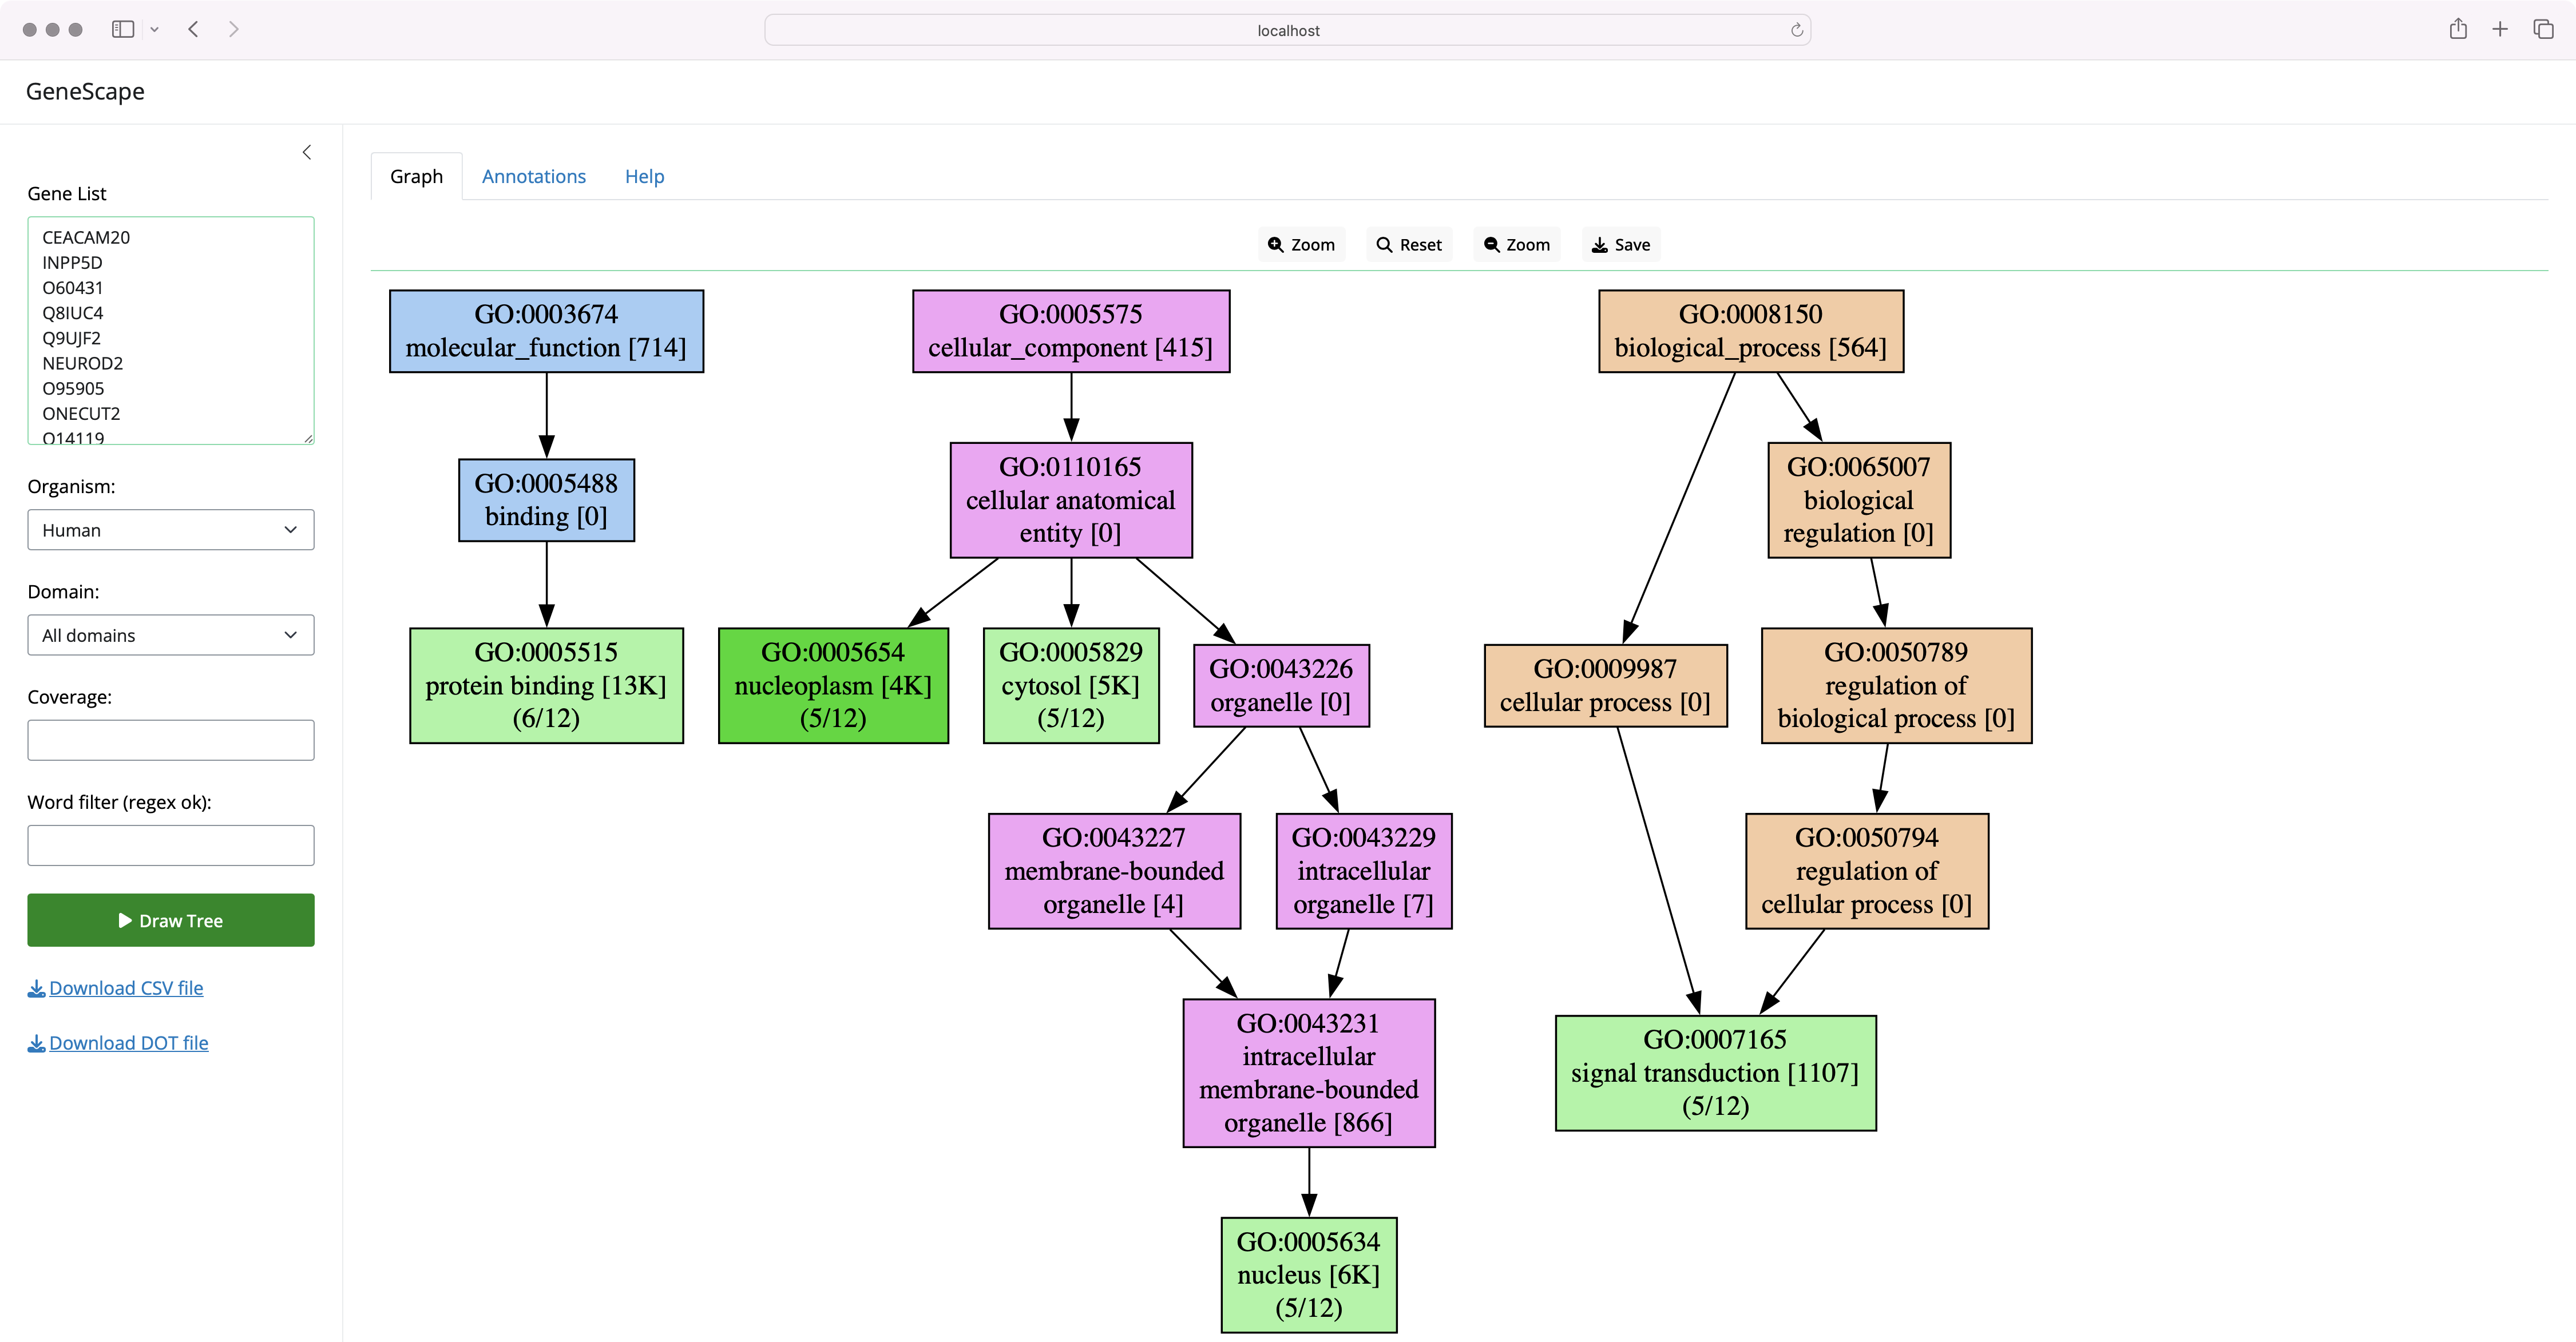 localhost
GeneScape
Gene List
CEACAM20
INPP5D
O60431
Q8IUC4
Q9UJF2
NEUROD2
O95905
ONECUT2
O14119
Organism:
Human
Domain:
All domains
Coverage:
Word filter (regex ok):
Draw Tree
Download CSV file
Download DOT file
Graph Annotations Help
Zoom Reset Zoom Save
GO:0003674
molecular_function [714]
GO:0005575
cellular_component [415]
GO:0008150
biological_process [564]
GO:0005488
binding [0]
GO:0110165
cellular anatomical
entity [0]
GO:0065007
biological
regulation [0]
GO:0005515
protein binding [13K]
(6/12)
GO:0005654
nucleoplasm [4K]
(5/12)
GO:0005829
cytosol [5K]
(5/12)
GO:0043226
organelle [0]
GO:0009987
cellular process [0]
GO:0050789
regulation of
biological process [0]
GO:0043227
membrane-bounded
organelle [4]
GO:0043229
intracellular
organelle [7]
GO:0050794
regulation of
cellular process [0]
GO:0043231
intracellular
membrane-bounded
organelle [866]
GO:0007165
signal transduction [1107]
(5/12)
GO:0005634
nucleus [6K]
(5/12)